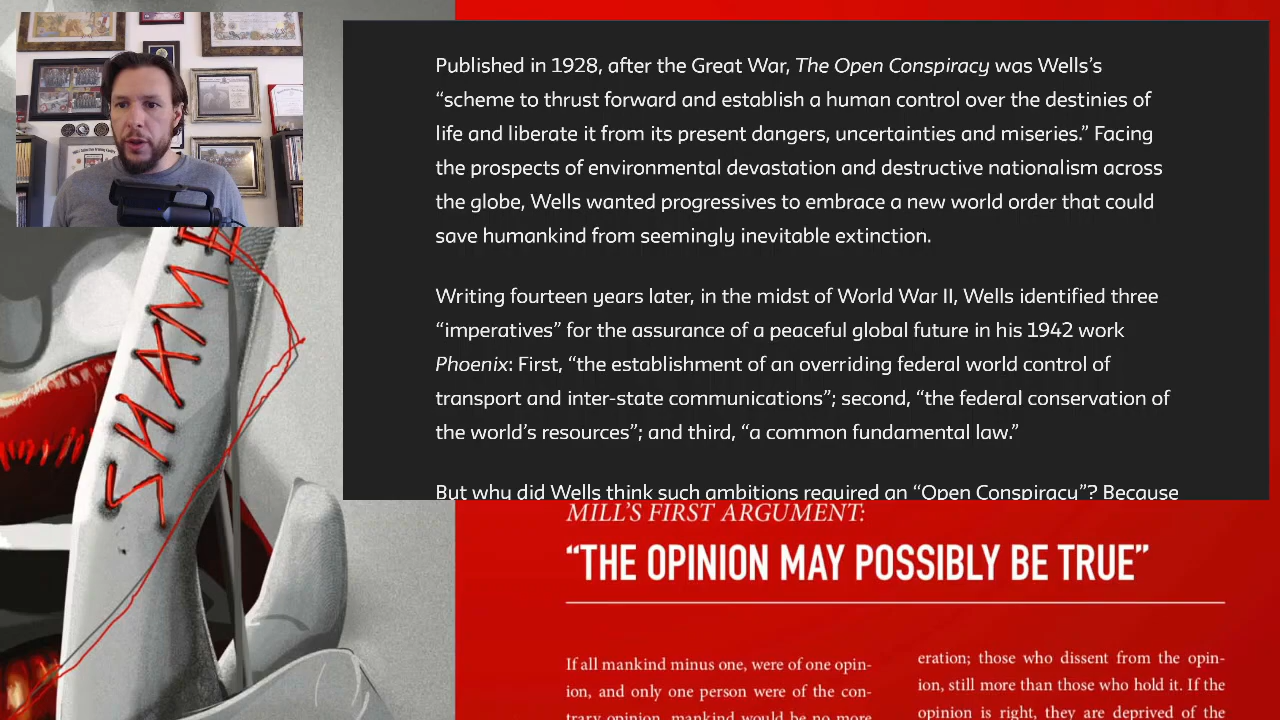 Published in 1928, after the Great War, The Open Conspiracy was Wells’s
“scheme to thrust forward and establish a human control over the destinies of
life and liberate it from its present dangers, uncertainties and miseries.” Facing
the prospects of environmental devastation and destructive nationalism across
the globe, Wells wanted progressives to embrace a new world order that could
save humankind from seemingly inevitable extinction.
Writing fourteen years later, in the midst of World War II, Wells identified three
“imperatives” for the assurance of a peaceful global future in his 1942 work
Phoenix: First, “the establishment of an overriding federal world control of
transport and inter-state communications”; second, “the federal conservation of
the world’s resources”; and third, “a common fundamental law.”
But why did Wells think such ambitions required an “Open Conspiracy”? Because
SHAME
MILL’S FIRST ARGUMENT:
“THE OPINION MAY POSSIBLY BE TRUE”
If all mankind minus one, were of one opin-
ion, and only one person were of the con-
trary opinion, mankind would be no more
eration; those who dissent from the opin-
ion, still more than those who hold it. If the
opinion is right, they are deprived of the